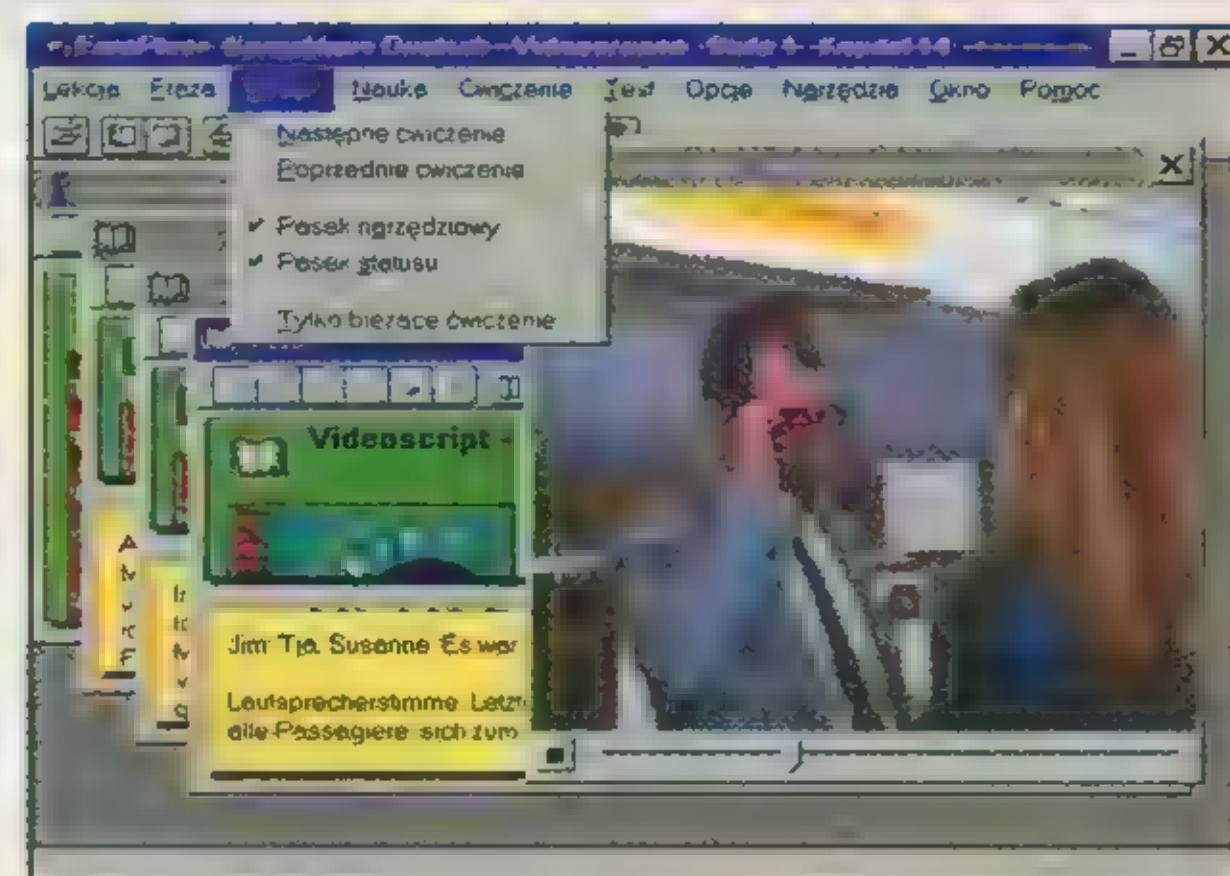 Lekcja Fraza Nauka Ćwiczenie Test Opcje Narzędzia Okno Pomoc
Następne ćwiczenie
Poprzednie ćwiczenie
Pasek narzędziowy
Pasek statusu
Tylko bieżące ćwiczenie
Videoscript -
Jim: Tja, Susanne Es war
Lautsprecherstimme Letzt
alle Passagiere sich zum